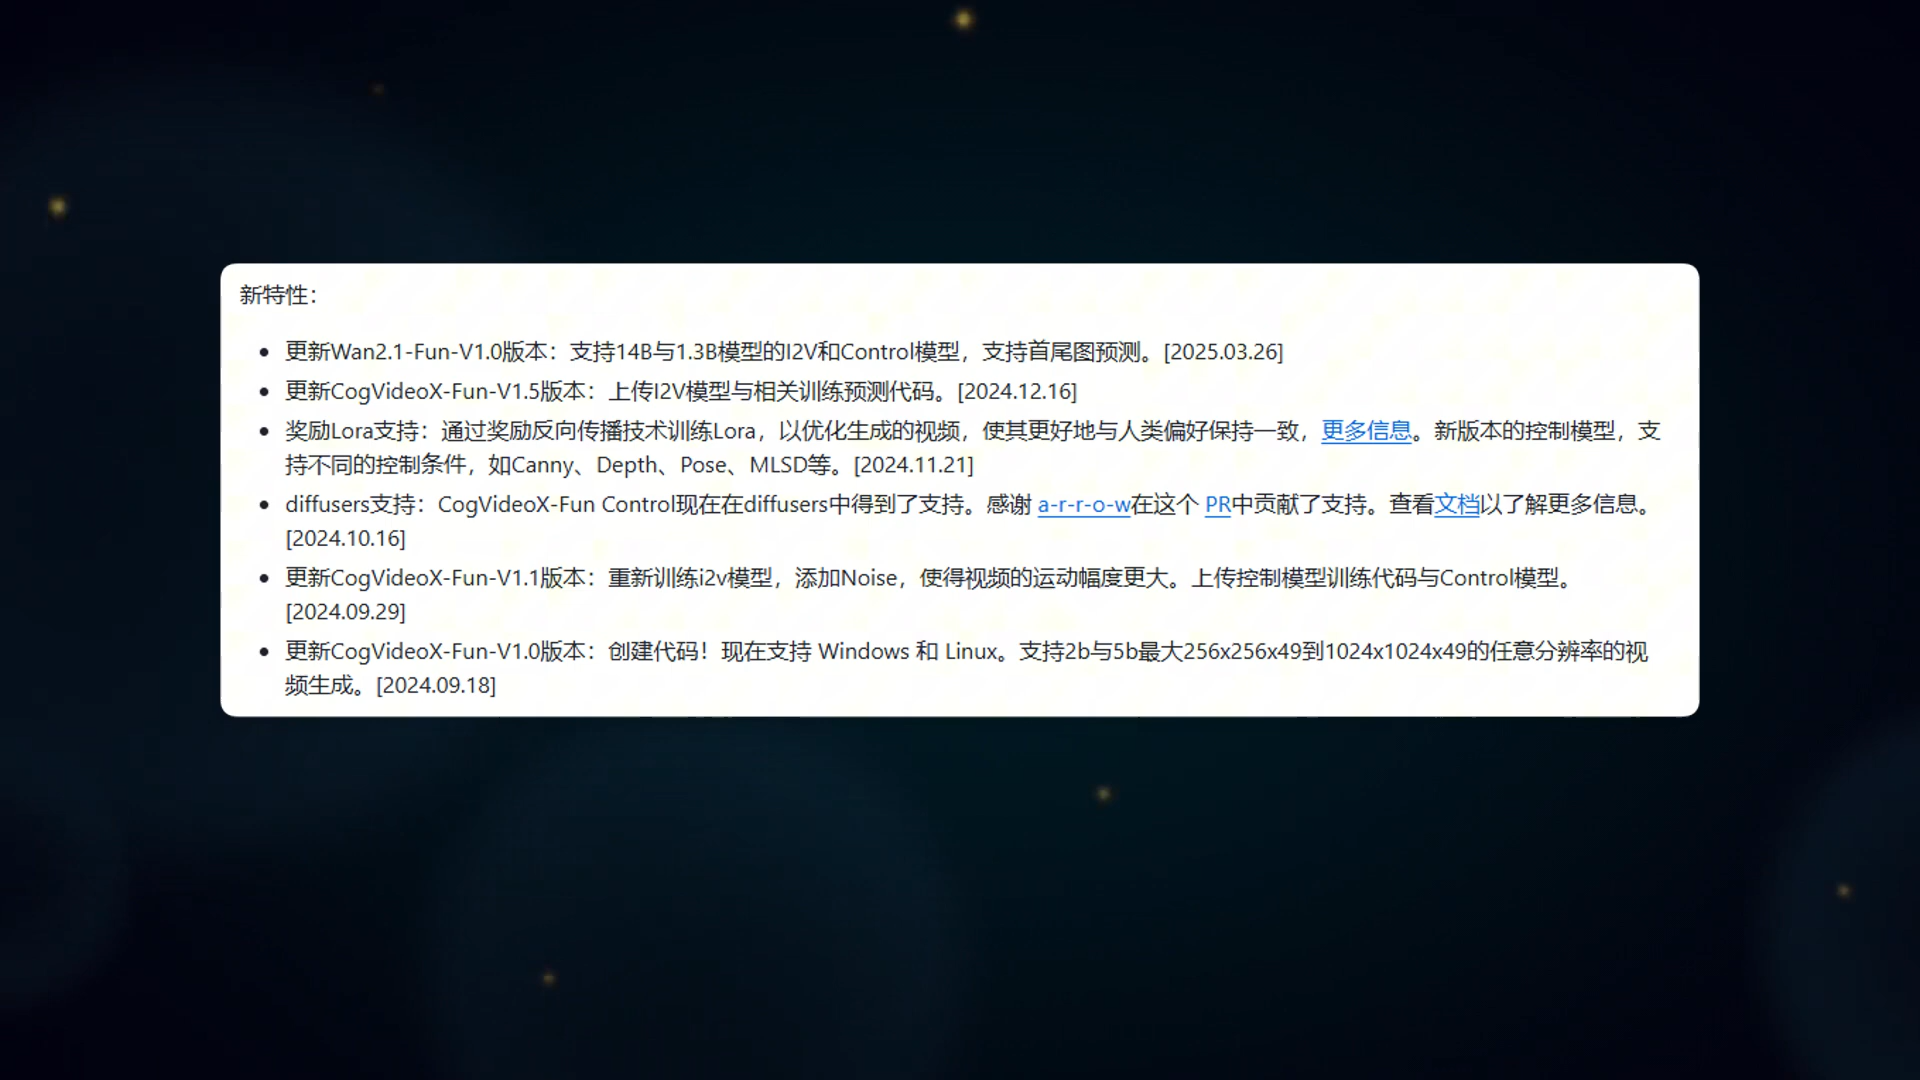 新特性：
更新Wan2.1-Fun-V1.0版本：支持14B与1.3B模型的I2V和Control模型，支持首尾图预测。[2025.03.26]
更新CogVideoX-Fun-V1.5版本：上传I2V模型与相关训练预测代码。[2024.12.16]
奖励Lora支持：通过奖励反向传播技术训练Lora，以优化生成的视频，使其更好地与人类偏好保持一致，更多信息。新版本的控制模型，支
持不同的控制条件，如Canny、Depth、Pose、MLSD等。[2024.11.21]
diffusers支持：CogVideoX-Fun Control现在在diffusers中得到了支持。感谢 a-r-r-o-w在这个 PR中贡献了支持。查看文档以了解更多信息。
[2024.10.16]
更新CogVideoX-Fun-V1.1版本：重新训练i2v模型，添加Noise，使得视频的运动幅度更大。上传控制模型训练代码与Control模型。
[2024.09.29]
更新CogVideoX-Fun-V1.0版本：创建代码！现在支持 Windows 和 Linux。支持2b与5b最大256x256x49到1024x1024x49的任意分辨率的视
频生成。[2024.09.18]